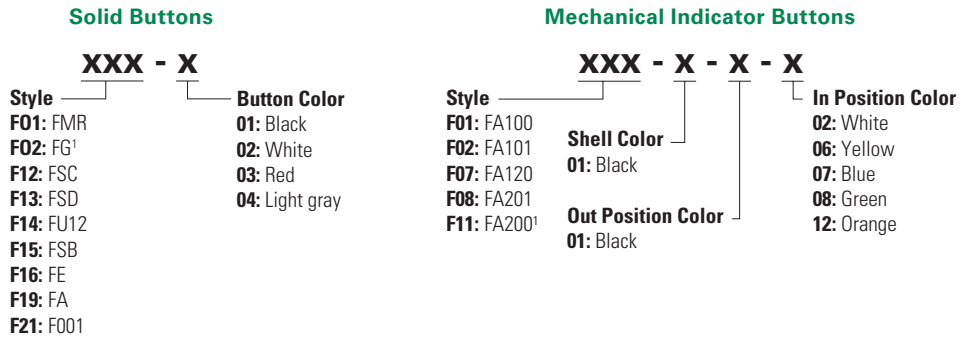 Solid Buttons
XXX - X
Style
FO1: FMR
FO2: FG¹
F12: FSC
F13: FSD
F14: FU12
F15: FSB
F16: FE
F19: FA
F21: F001
Button Color
01: Black
02: White
03: Red
04: Light gray
Mechanical Indicator Buttons
XXX - X - X - X
Style
F01: FA100
F02: FA101
F07: FA120
F08: FA201
F11: FA200¹
Shell Color
01: Black
Out Position Color
01: Black
In Position Color
02: White
06: Yellow
07: Blue
08: Green
12: Orange